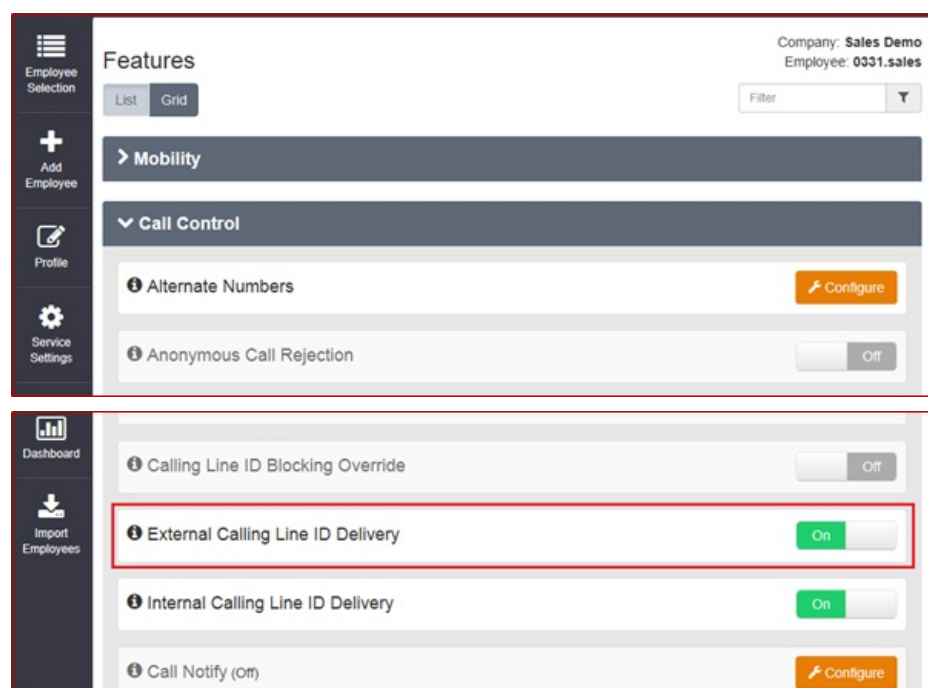 Employee
Selection
Add
Employee
Profile
Service
Settings
Features
Company: Sales Demo
Employee: 0331.sales
List Grid
Filter
Mobility
Call Control
Alternate Numbers
Configure
Anonymous Call Rejection
Off
Dashboard
Import
Employees
Calling Line ID Blocking Override
Off
External Calling Line ID Delivery
On
Internal Calling Line ID Delivery
On
Call Notify (Off)
Configure